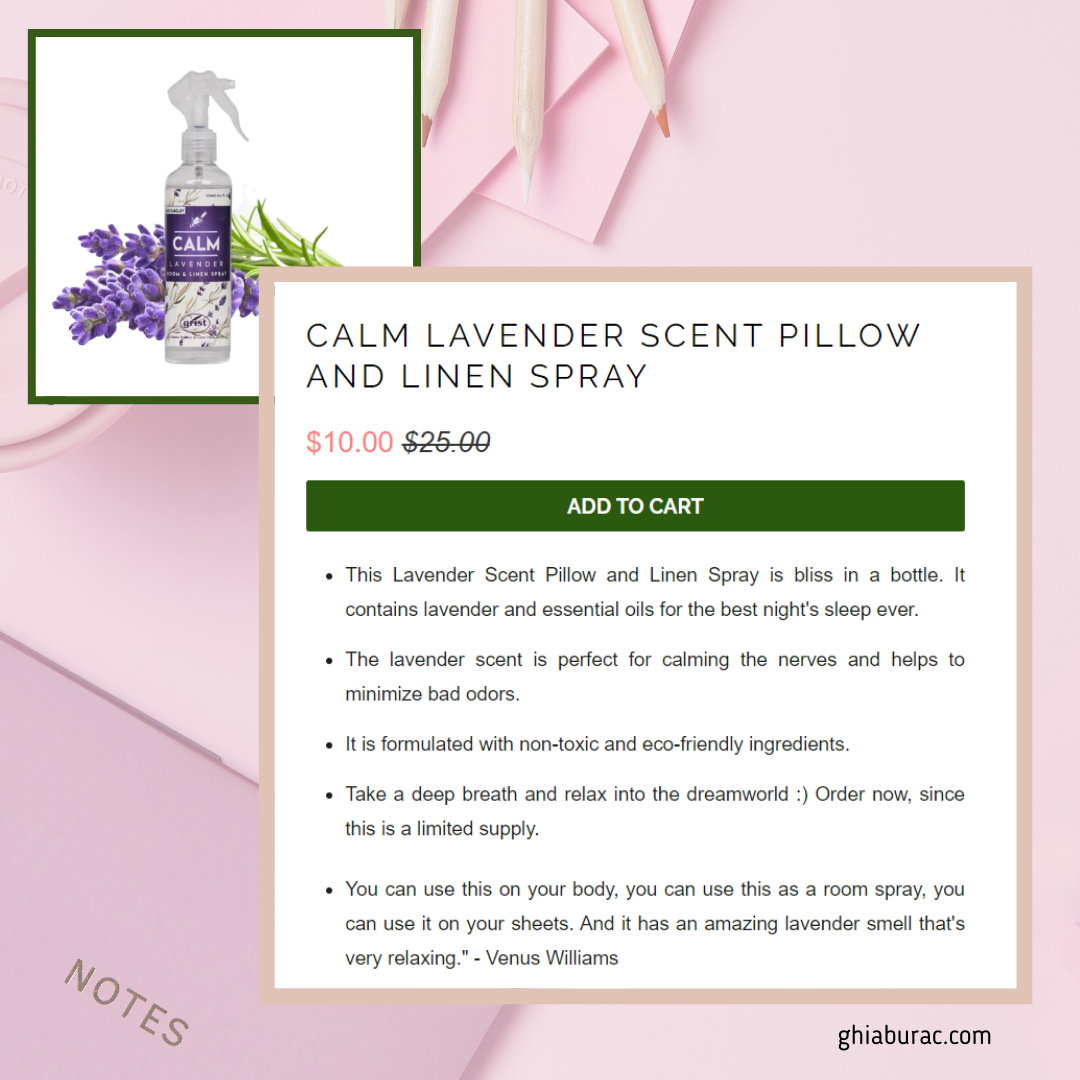 CALM
LAVENDER
ROOM & LINEN SPRAY
grist
CALM LAVENDER SCENT PILLOW
AND LINEN SPRAY
$10.00 $25.00
ADD TO CART
• This Lavender Scent Pillow and Linen Spray is bliss in a bottle. It
contains lavender and essential oils for the best night's sleep ever.
• The lavender scent is perfect for calming the nerves and helps to
minimize bad odors.
• It is formulated with non-toxic and eco-friendly ingredients.
• Take a deep breath and relax into the dreamworld :) Order now, since
this is a limited supply.
• You can use this on your body, you can use this as a room spray, you
can use it on your sheets. And it has an amazing lavender smell that's
very relaxing." - Venus Williams
NOTES
ghiaburac.com